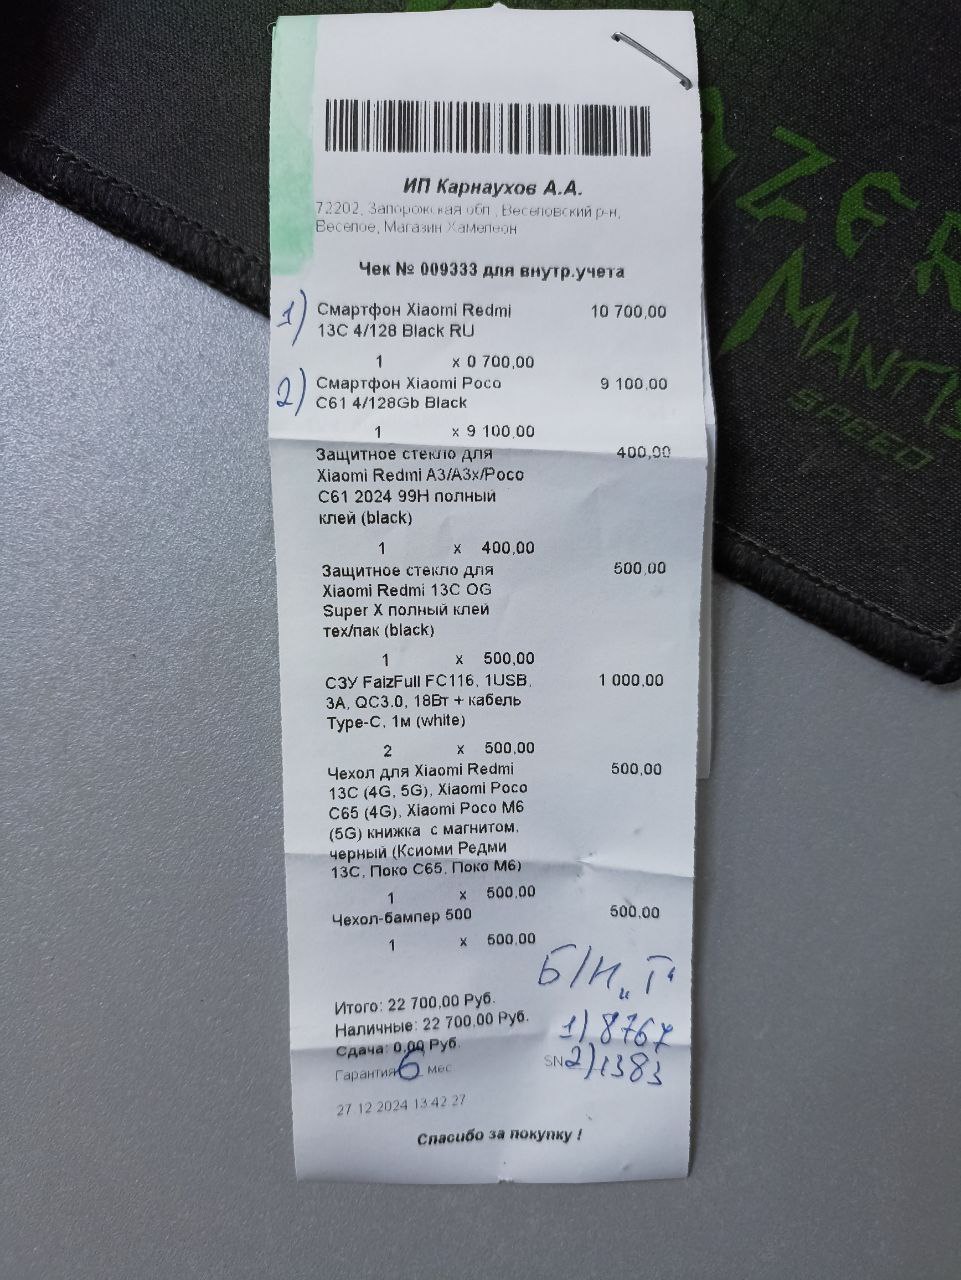 ИП Карнаухов А.А.
72202, Запорожская обл., Веселовский р-н,
Веселое, Магазин Хамелеон
Чек № 009333 для внутр.учета
1) Смартфон Xiaomi Redmi 10 700,00
13C 4/128 Black RU
1 x 0 700,00
2) Смартфон Xiaomi Poco 9 100,00
C61 4/128Gb Black
1 x 9 100,00
Защитное стекло для 400,00
Xiaomi Redmi A3/A3x/Poco
C61 2024 99H полный
клей (black)
1 x 400,00
Защитное стекло для 500,00
Xiaomi Redmi 13C OG
Super X полный клей
тех/пак (black)
1 x 500,00
СЗУ FaizFull FC116, 1USB, 1 000,00
3A, QC3.0, 18Вт + кабель
Type-C, 1м (white)
2 x 500,00
Чехол для Xiaomi Redmi 500,00
13C (4G, 5G), Xiaomi Poco
C65 (4G), Xiaomi Poco M6
(5G) книжка с магнитом,
черный (Ксиоми Редми
13С, Поко С65, Поко М6)
1 x 500,00
Чехол-бампер 500 500,00
1 x 500,00
Б/Н „Т“
Итого: 22 700,00 Руб.
Наличные: 22 700,00 Руб. 1) 8767
Сдача: 0,00 Руб.
Гарантия 6 мес SN 2) 1383
27.12.2024 13:42:27
Спасибо за покупку !
MANTIS
SPEED